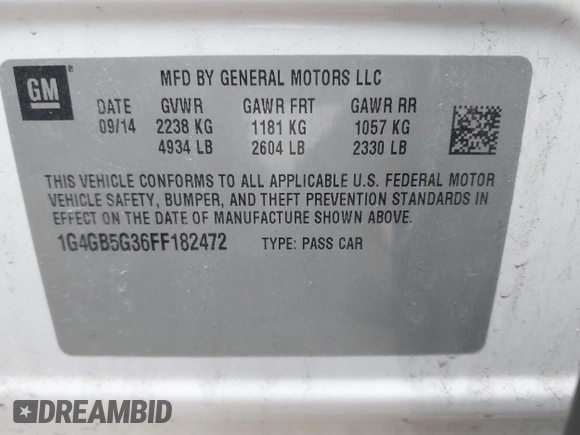 GM ®
MFD BY GENERAL MOTORS LLC
DATE GVWR GAWR FRT GAWR RR
09/14 2238 KG 1181 KG 1057 KG
4934 LB 2604 LB 2330 LB
THIS VEHICLE CONFORMS TO ALL APPLICABLE U.S. FEDERAL MOTOR
VEHICLE SAFETY, BUMPER, AND THEFT PREVENTION STANDARDS IN
EFFECT ON THE DATE OF MANUFACTURE SHOWN ABOVE.
1G4GB5G36FF182472 TYPE: PASS CAR
DREAMBID